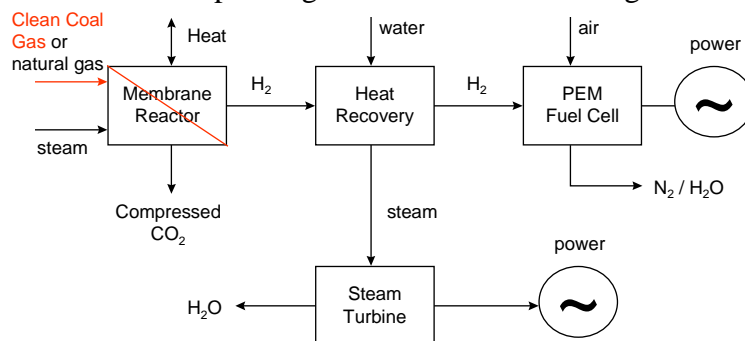 Clean Coal
Gas or
natural gas
Heat
water
air
power
Membrane
Reactor
H₂
Heat
Recovery
H₂
PEM
Fuel Cell
~
steam
Compressed
CO₂
steam
N₂ / H₂O
power
H₂O
Steam
Turbine
~